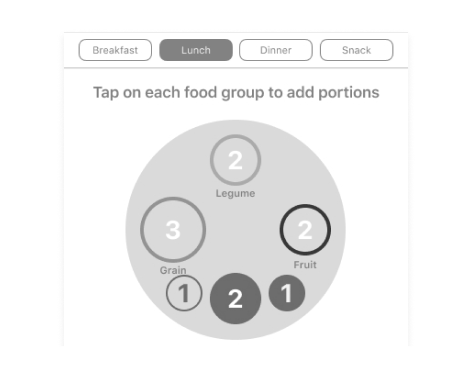 Breakfast Lunch Dinner Snack
Tap on each food group to add portions
2
Legume
3 2
Grain Fruit
1 2 1